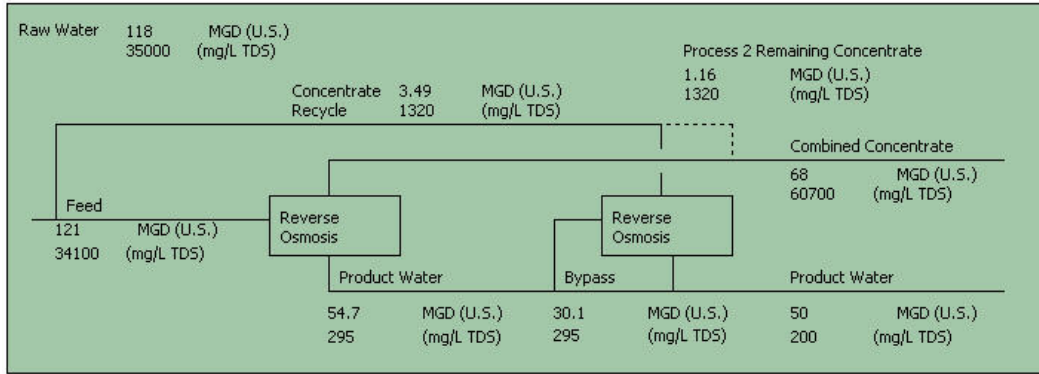 Raw Water 118 MGD (U.S.)
35000 (mg/L TDS)
Process 2 Remaining Concentrate
1.16 MGD (U.S.)
1320 (mg/L TDS)
Concentrate 3.49 MGD (U.S.)
Recycle 1320 (mg/L TDS)
Combined Concentrate
68 MGD (U.S.)
60700 (mg/L TDS)
Feed
121 MGD (U.S.)
34100 (mg/L TDS)
Reverse
Osmosis
Reverse
Osmosis
Product Water
54.7 MGD (U.S.)
295 (mg/L TDS)
Bypass
30.1 MGD (U.S.)
295 (mg/L TDS)
Product Water
50 MGD (U.S.)
200 (mg/L TDS)